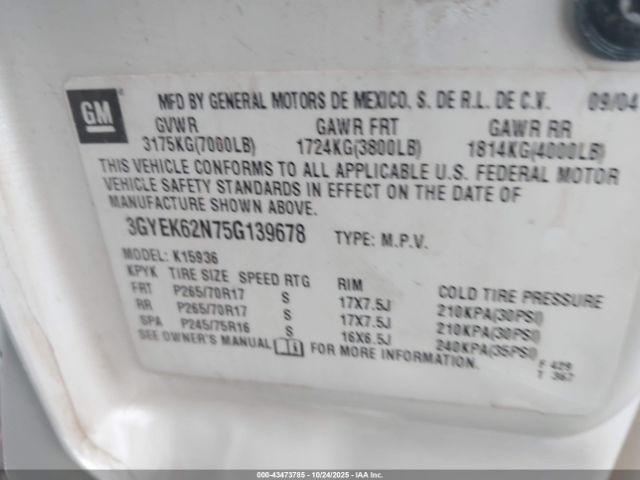 GM
MFD BY GENERAL MOTORS DE MEXICO, S. DE R.L. DE C.V. 09/04
GVWR GAWR FRT GAWR RR
3175KG(7000LB) 1724KG(3800LB) 1814KG(4000LB)
THIS VEHICLE CONFORMS TO ALL APPLICABLE U.S. FEDERAL MOTOR
VEHICLE SAFETY STANDARDS IN EFFECT ON THE DATE OF
MANUFACTURE SHOWN ABOVE.
3GYEK62N75G139678 TYPE: M.P.V.
MODEL: K15936
KPYK TIRE SIZE SPEED RTG RIM COLD TIRE PRESSURE
FRT P265/70R17 S 17X7.5J 210KPA(30PSI)
RR P265/70R17 S 17X7.5J 210KPA(30PSI)
SPA P245/75R16 S 16X6.5J 240KPA(35PSI)
SEE OWNER'S MANUAL FOR MORE INFORMATION.
F 429
T 367
000-43473785 - 10/24/2025 - IAA, Inc.